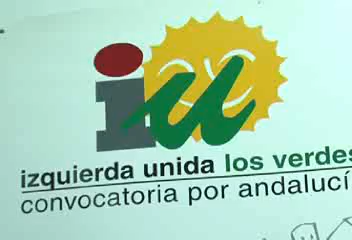 iu
izquierda unida los verdes
convocatoria por andalucí